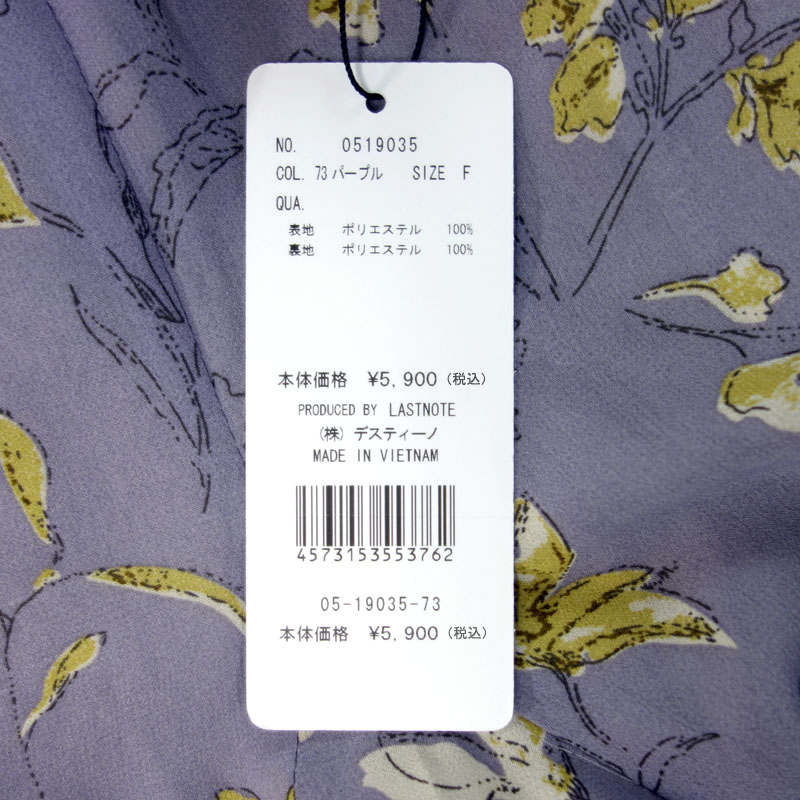 NO. 0519035
COL. 73パープル SIZE F
QUA.
表地 ポリエステル 100%
裏地 ポリエステル 100%
本体価格 ¥5,900 (税込)
PRODUCED BY LASTNOTE
(株) デスティーノ
MADE IN VIETNAM
4573153553762
05-19035-73
本体価格 ¥5,900 (税込)